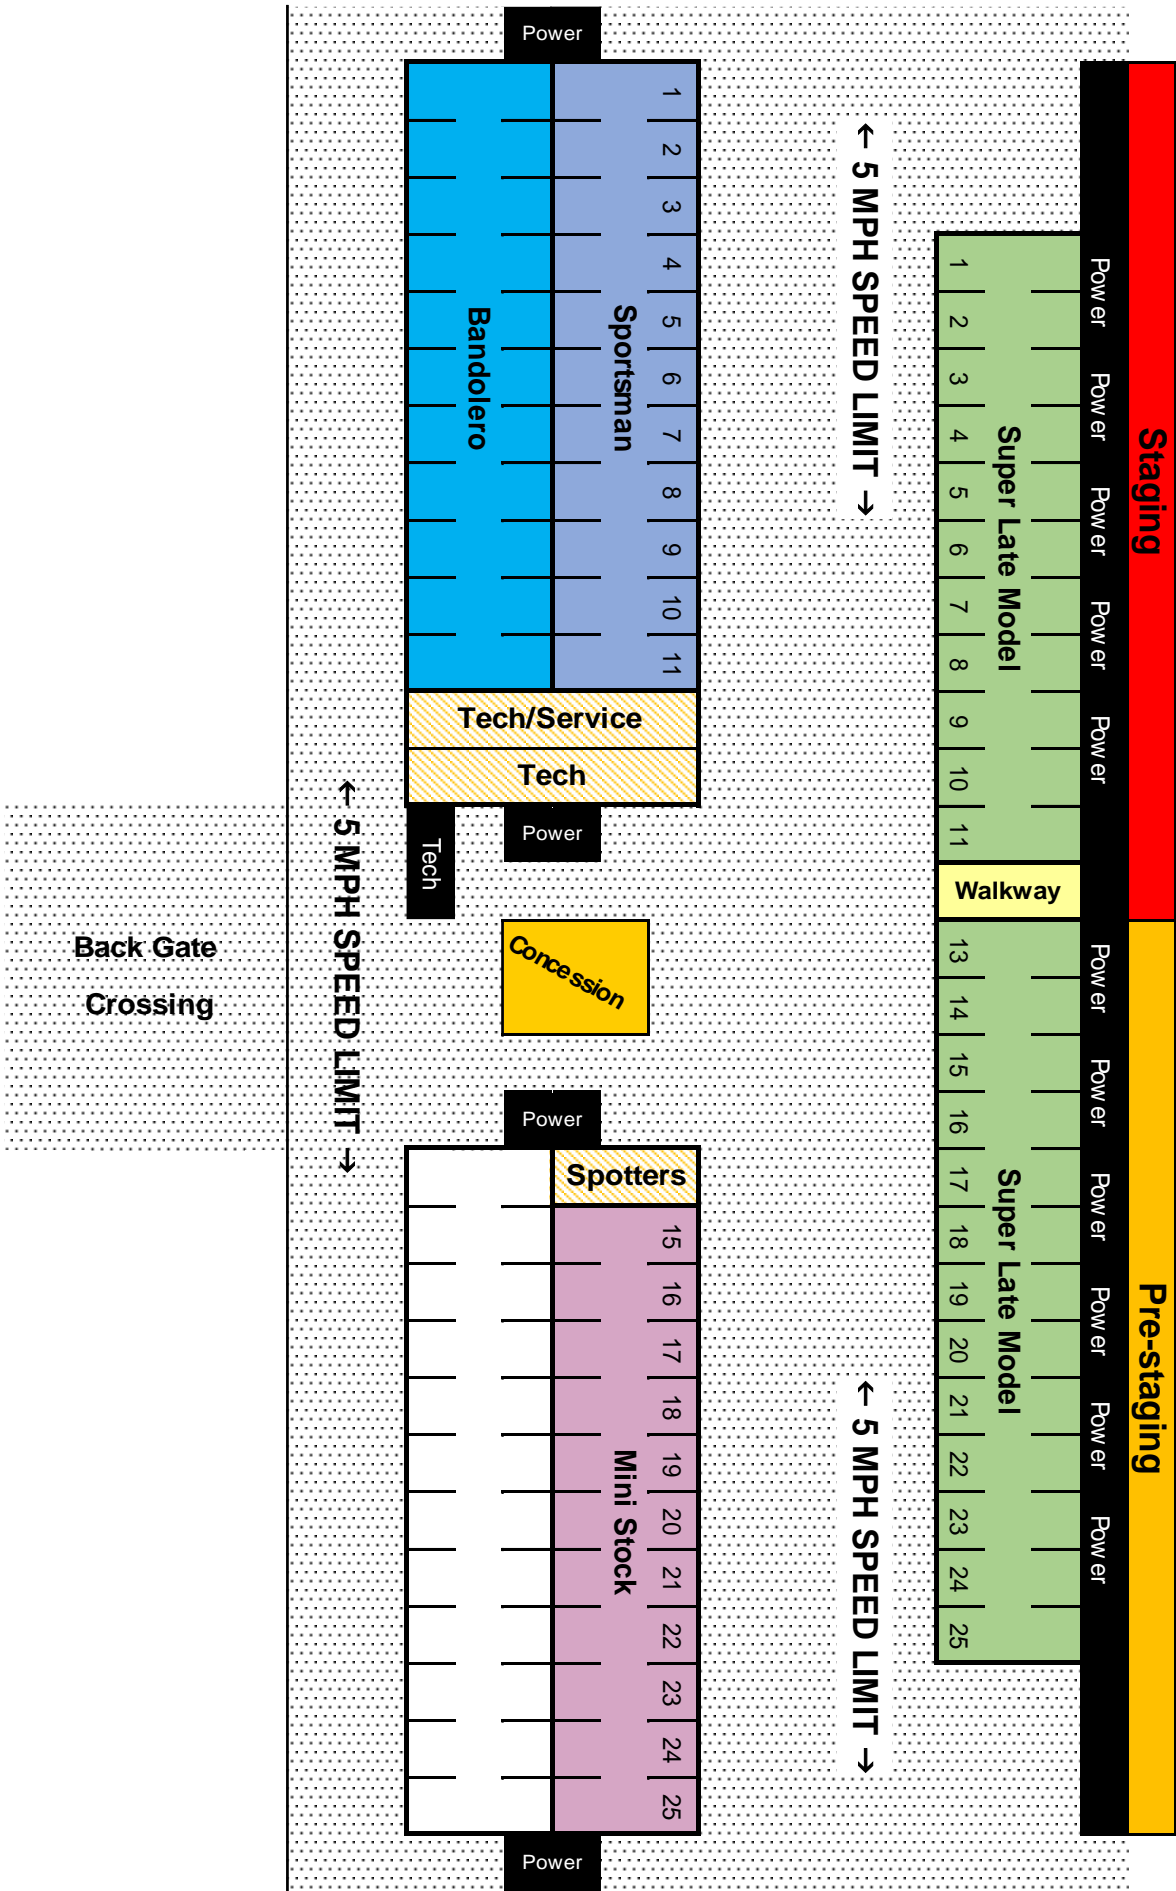 Power
1
2
3
4
5
6
7
8
9
10
11
Sportsman
Bandolero
Tech/Service
Tech
Tech
Power
← 5 MPH SPEED LIMIT →
Back Gate
Crossing
Concession
Power
Spotters
15
16
17
18
19
20
21
22
23
24
25
Mini Stock
Power
← 5 MPH SPEED LIMIT →
← 5 MPH SPEED LIMIT →
1
2
3
4
5
6
7
8
9
10
11
Super Late Model
Walkway
13
14
15
16
17
18
19
20
21
22
23
24
25
Super Late Model
Power
Power
Power
Power
Power
Power
Power
Power
Power
Power
Power
Staging
Pre-staging